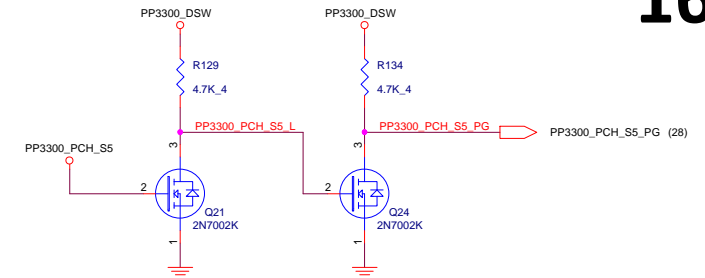 16
PP3300_DSW
PP3300_DSW
R129
4.7K_4
R134
4.7K_4
PP3300_PCH_S5_L
PP3300_PCH_S5_PG
PP3300_PCH_S5_PG (28)
PP3300_PCH_S5
3
3
2
2
Q21
2N7002K
Q24
2N7002K
1
1